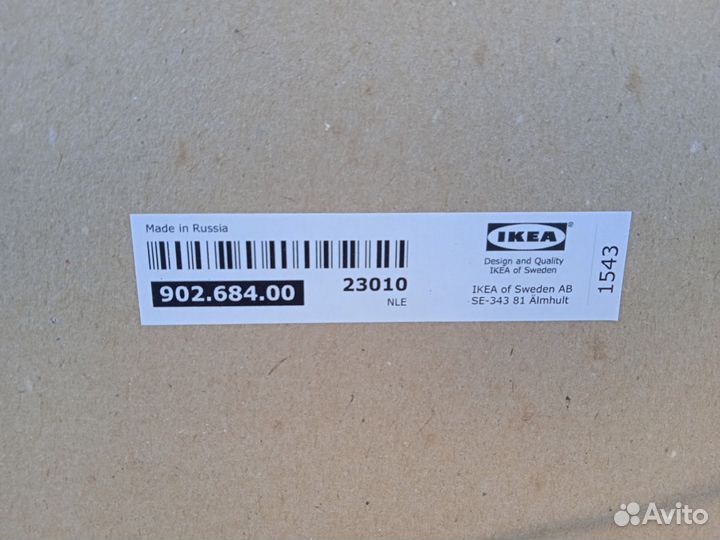 Made in Russia
902.684.00
23010
NLE
IKEA
®
Design and Quality
IKEA of Sweden
IKEA of Sweden AB
SE-343 81 Älmhult
1543
Avito